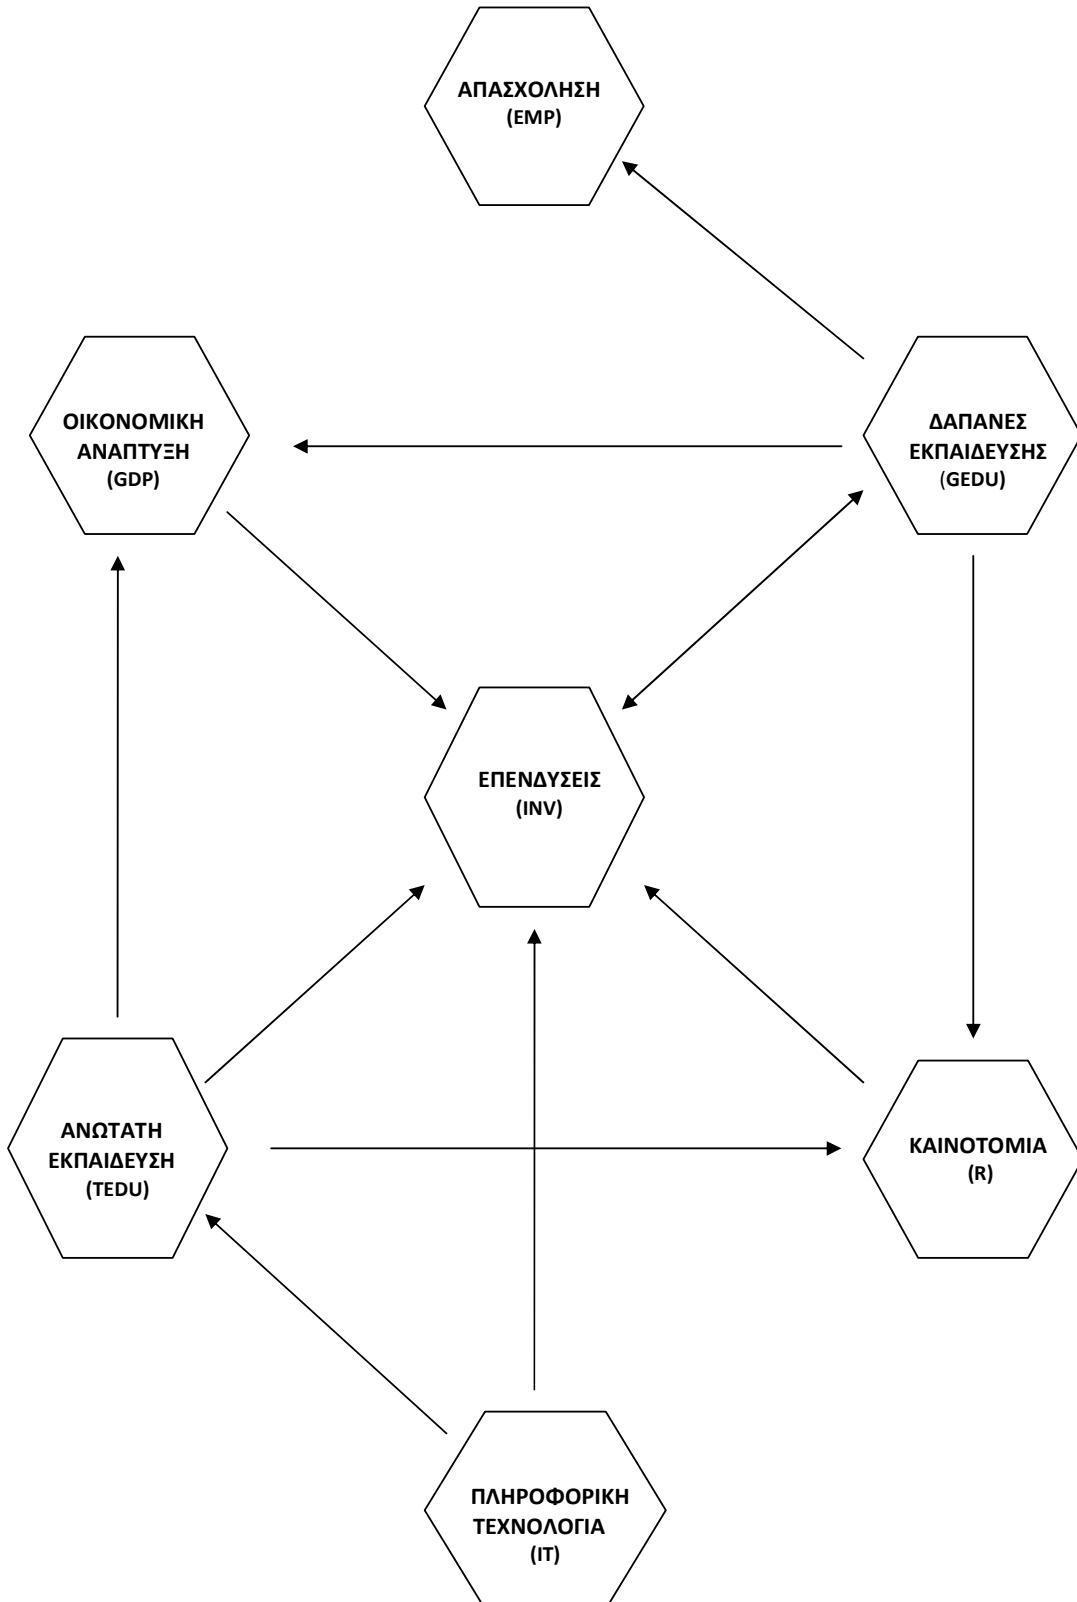 ΑΠΑΣΧΟΛΗΣΗ
(EMP)
ΟΙΚΟΝΟΜΙΚΗ
ΑΝΑΠΤΥΞΗ
(GDP)
ΔΑΠΑΝΕΣ
ΕΚΠΑΙΔΕΥΣΗΣ
(GEDU)
ΕΠΕΝΔΥΣΕΙΣ
(INV)
ΑΝΩΤΑΤΗ
ΕΚΠΑΙΔΕΥΣΗ
(TEDU)
ΚΑΙΝΟΤΟΜΙΑ
(R)
ΠΛΗΡΟΦΟΡΙΚΗ
ΤΕΧΝΟΛΟΓΙΑ
(IT)